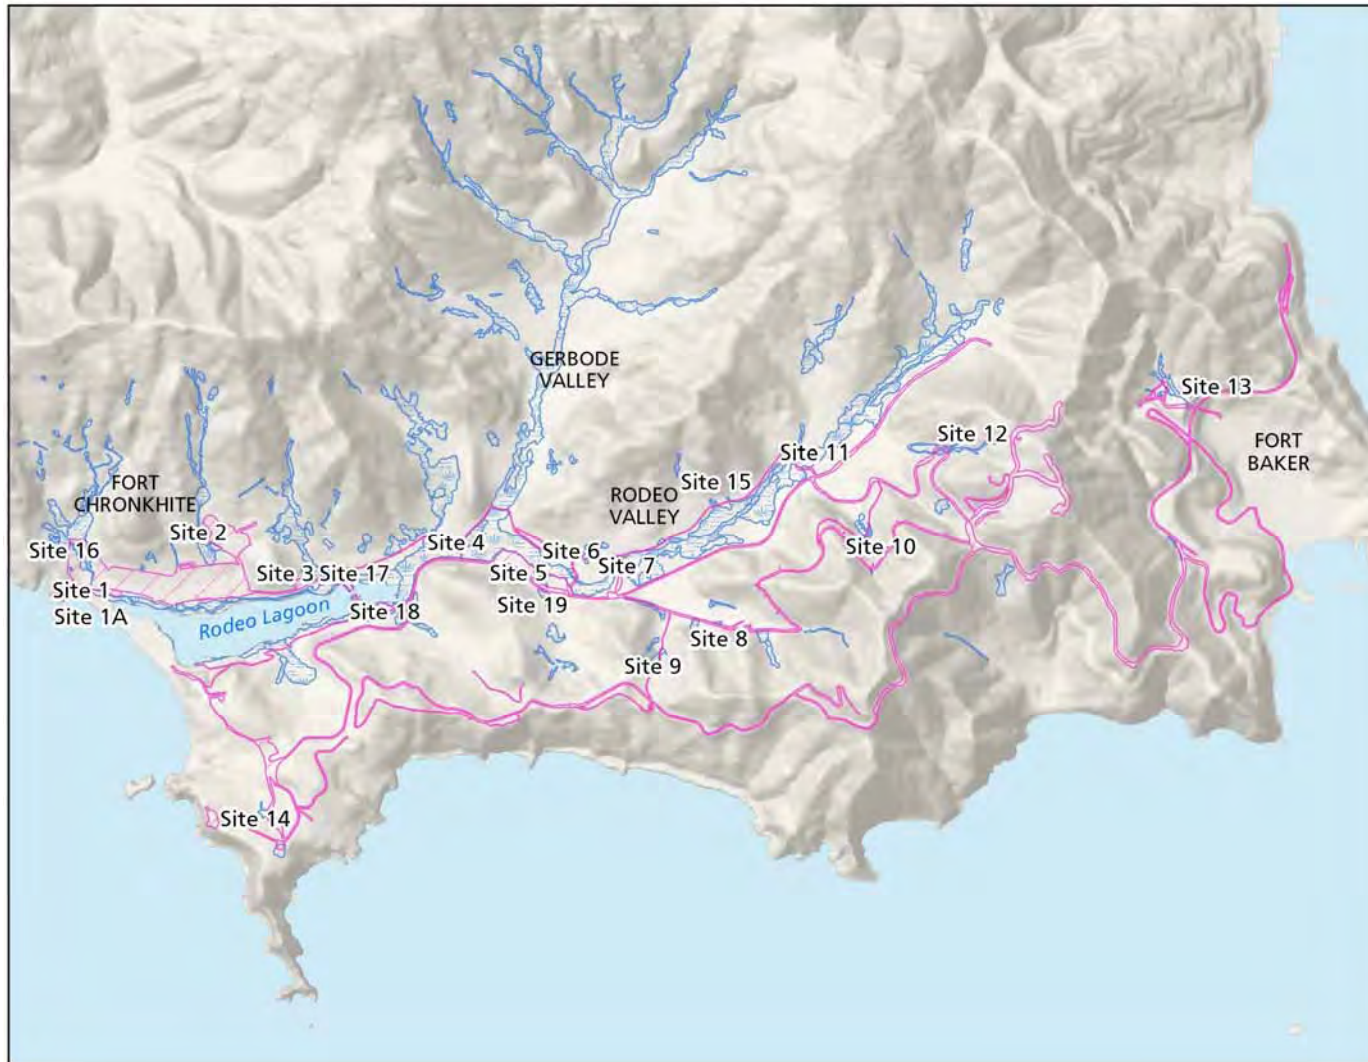 GERBODE
VALLEY
Site 13
FORT
BAKER
Site 12
Site 11
FORT
CHRONKHITE
Site 15
RODEO
VALLEY
Site 2
Site 16
Site 4
Site 6
Site 10
Site 3
Site 17
Site 5
Site 7
Site 1
Site 1A
Rodeo Lagoon
Site 18
Site 19
Site 8
Site 9
Site 14